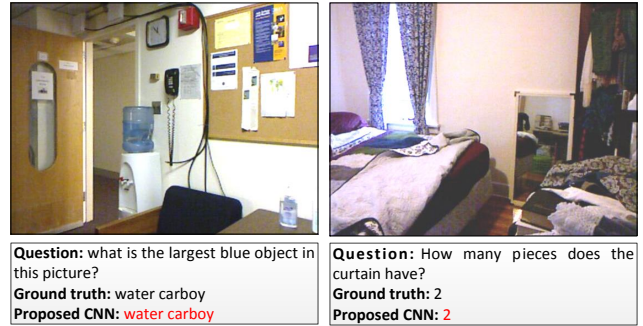 Question: what is the largest blue object in
this picture?
Ground truth: water carboy
Proposed CNN: water carboy
Question: How many pieces does the
curtain have?
Ground truth: 2
Proposed CNN: 2